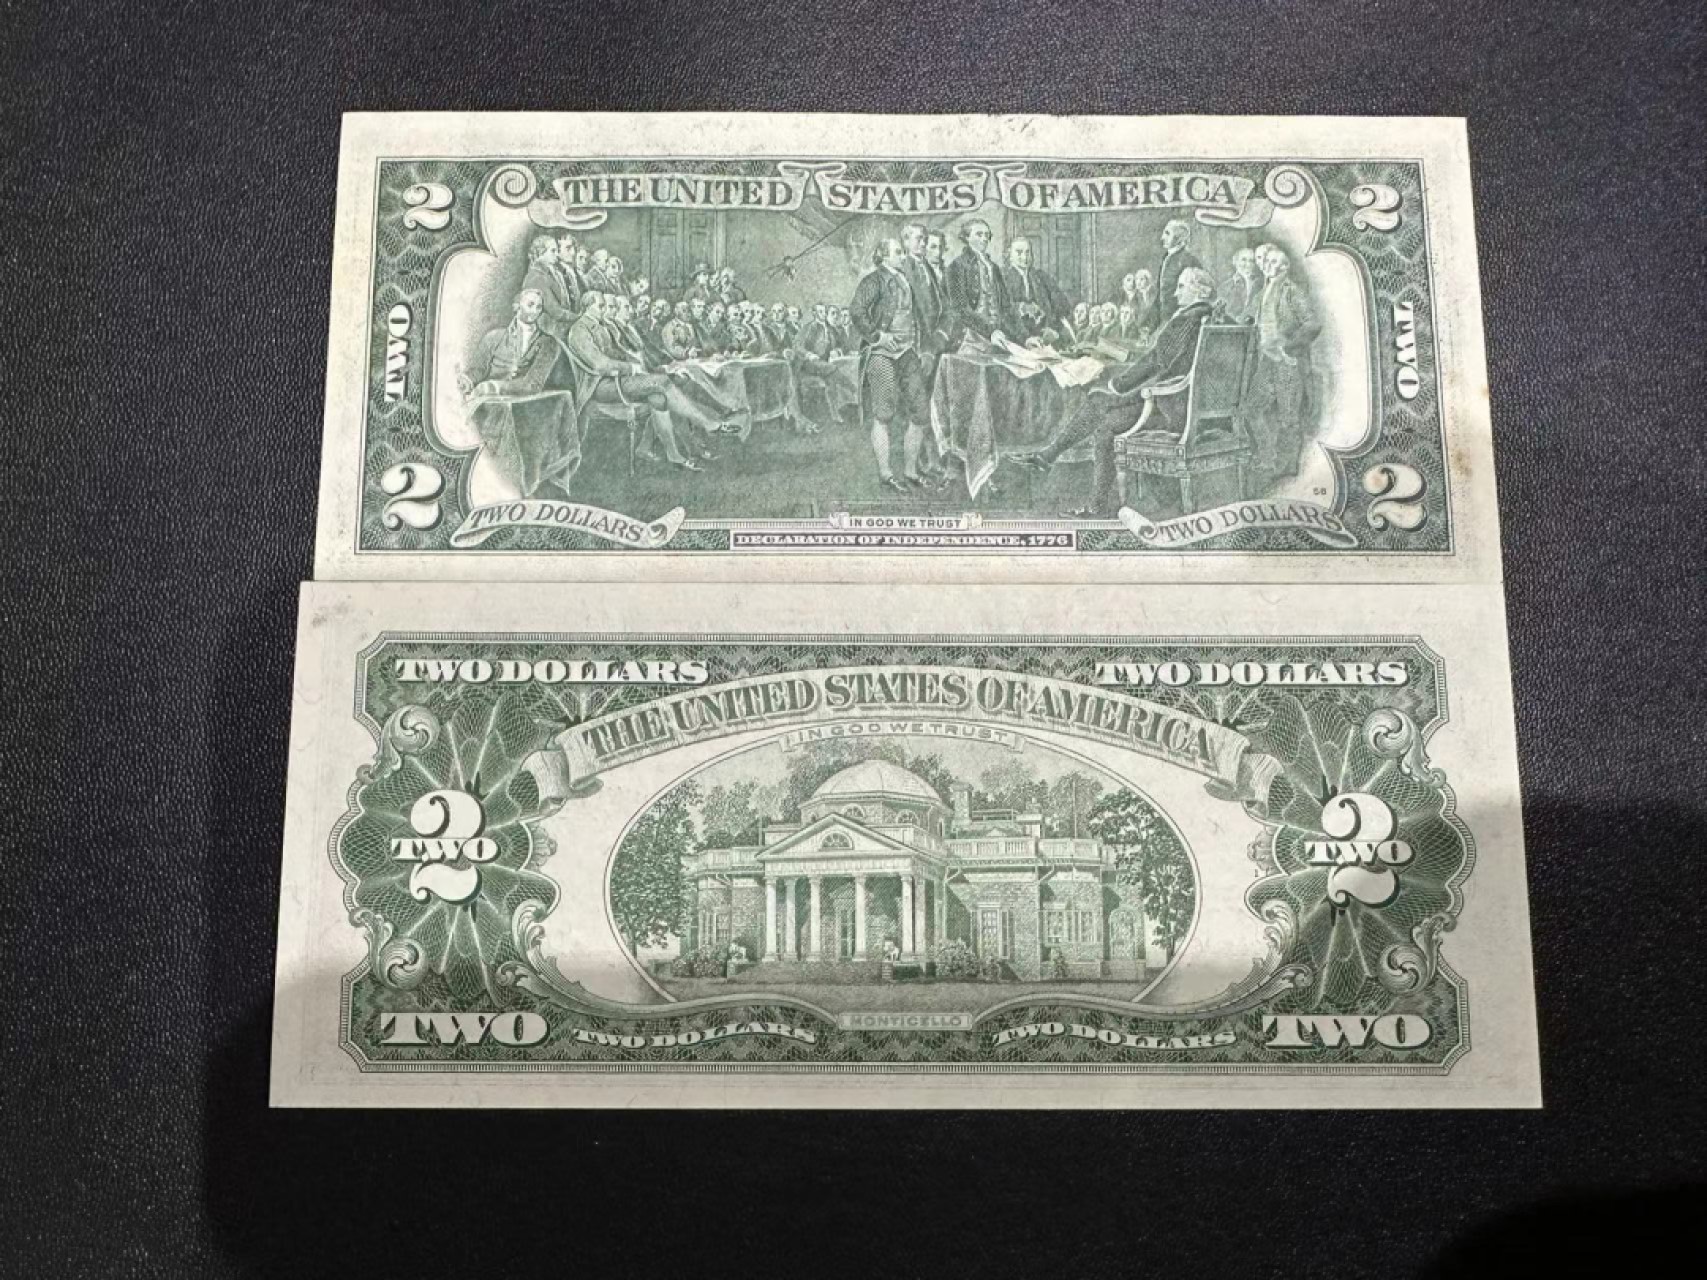 2 THE UNITED STATES OF AMERICA 2
TWO TWO
2 2
58
TWO DOLLARS IN GOD WE TRUST TWO DOLLARS
DECLARATION OF INDEPENDENCE, 1776
TWO DOLLARS TWO DOLLARS
THE UNITED STATES OF AMERICA
IN GOD WE TRUST
2 2
TWO TWO
MONTICELLO
TWO TWO DOLLARS TWO DOLLARS TWO